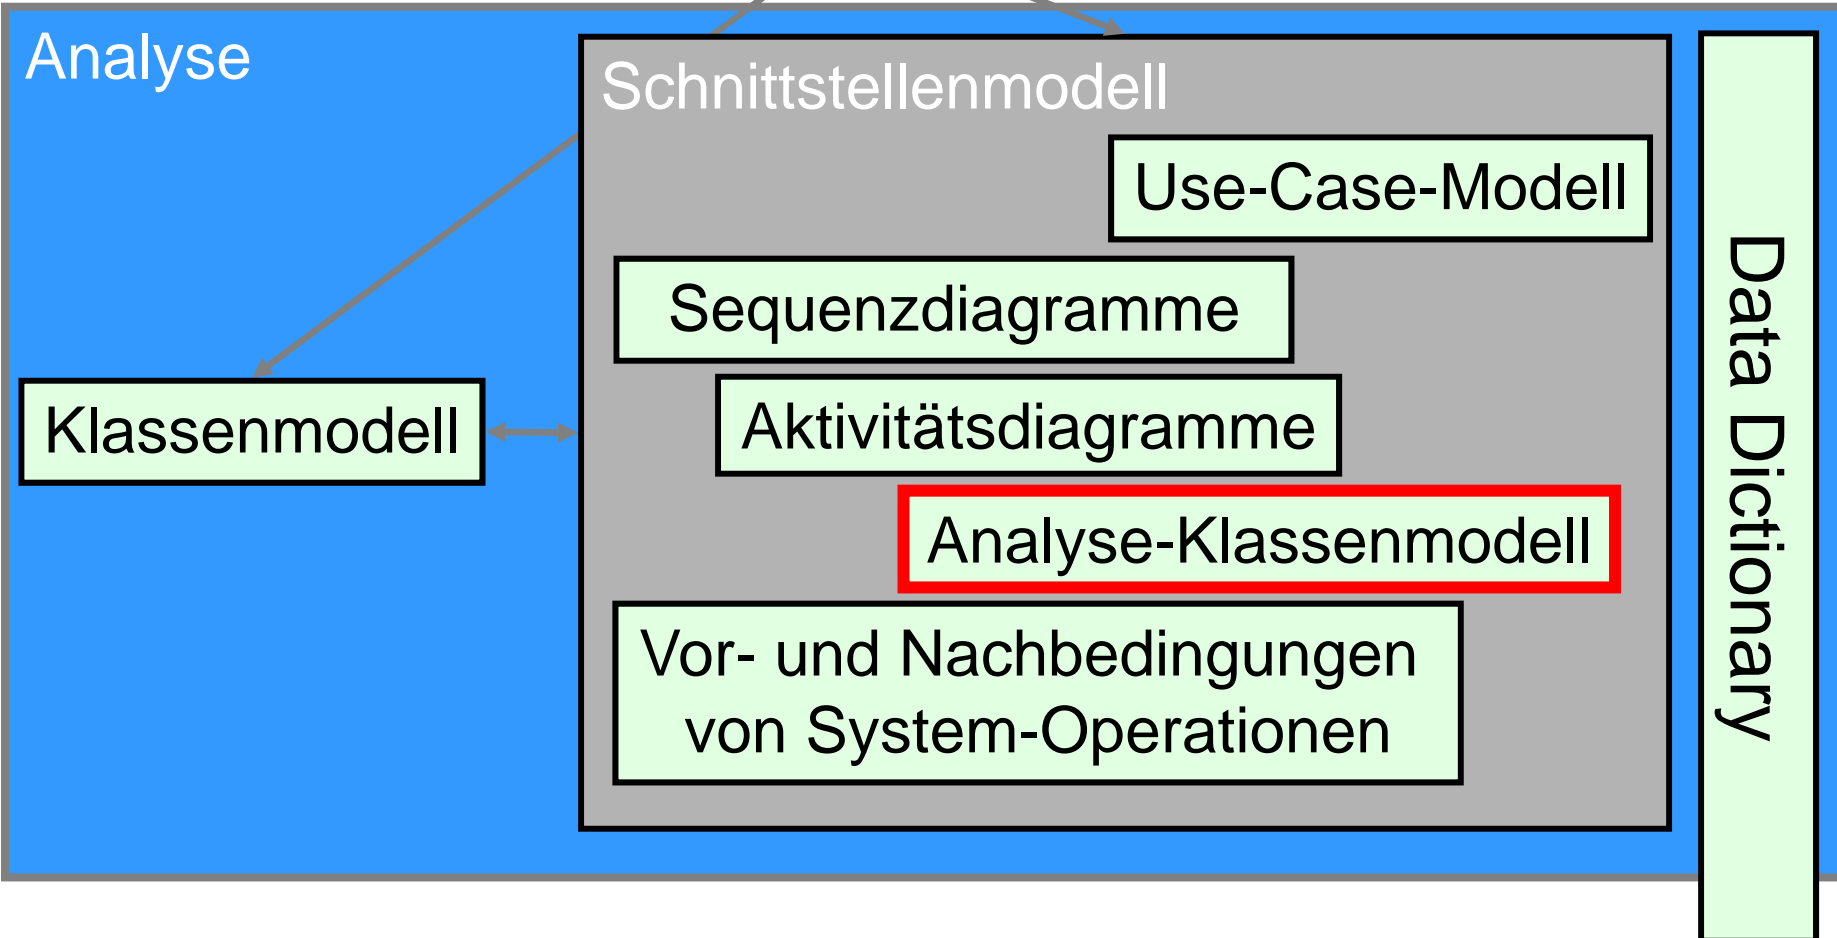 Analyse
Schnittstellenmodell
Use-Case-Modell
Sequenzdiagramme
Klassenmodell
Aktivitätsdiagramme
Analyse-Klassenmodell
Vor- und Nachbedingungen
von System-Operationen
Data Dictionary